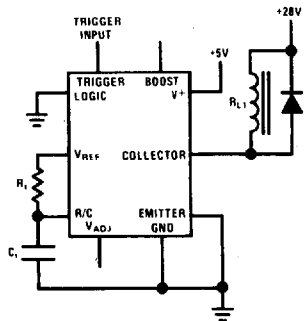 TRIGGER
INPUT
+28V
+5V
TRIGGER
LOGIC
BOOST
V+
RL1
VREF
COLLECTOR
R1
R/C
EMITTER
VADJ
GND
C1